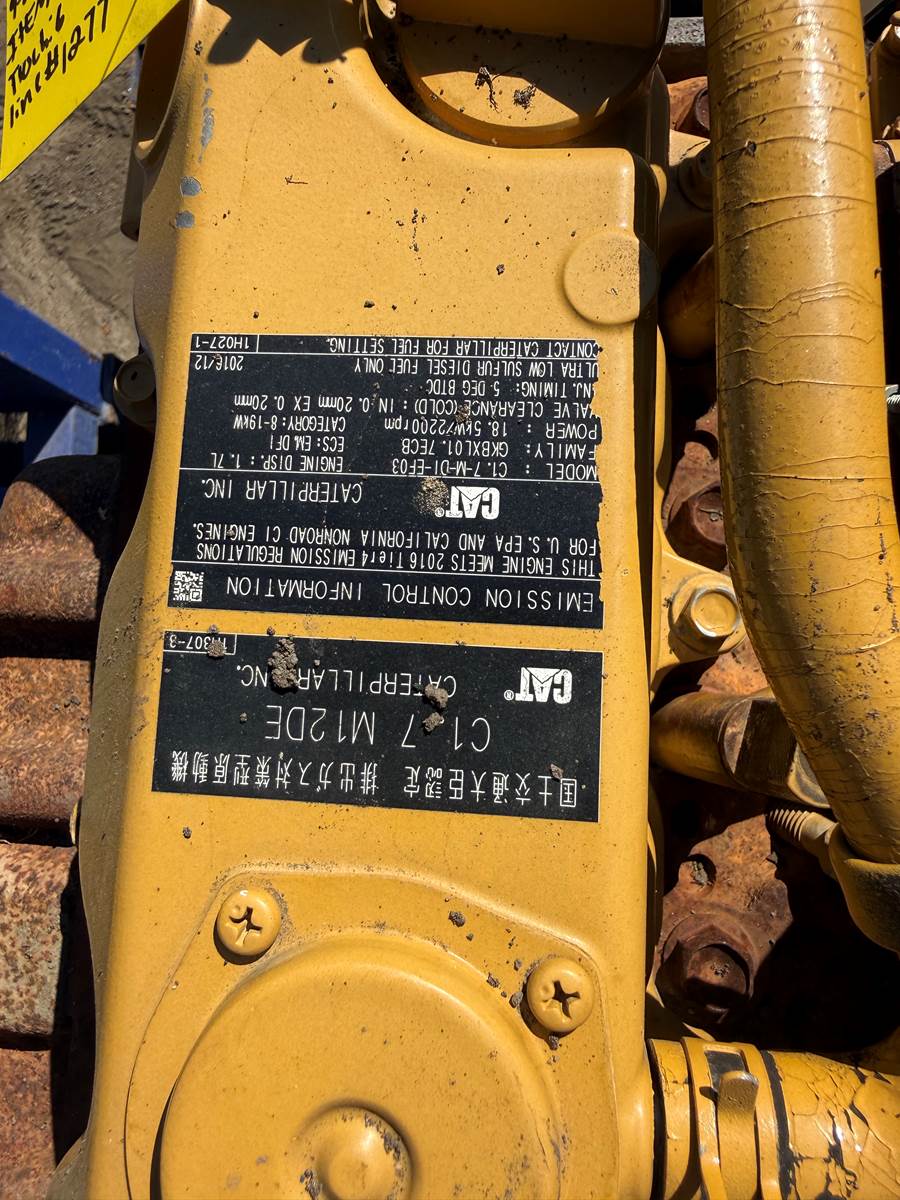 国土交通大臣認定 排出ガス対策型原動機
C1.7 M12DE
CAT® CATERPILLAR INC.
1H307-3
EMISSION CONTROL INFORMATION
THIS ENGINE MEETS 2016 Tier4 EMISSION REGULATIONS
FOR U.S. EPA AND CALIFORNIA NONROAD CI ENGINES.
CAT® CATERPILLAR INC.
MODEL : C1.7-M-DI-EF03 ENGINE DISP.: 1.7L
FAMILY: GKBXL01.7ECB ECS: EM, DFI
POWER : 18.5kW/2200rpm CATEGORY:8-19kW
VALVE CLEARANCE(COLD): IN 0.20mm EX 0.20mm
INJ. TIMING: 5 DEG BTDC
ULTRA LOW SULFUR DIESEL FUEL ONLY 2016/12
CONTACT CATERPILLAR FOR FUEL SETTING. 1H027-1
ITEM
line#1277